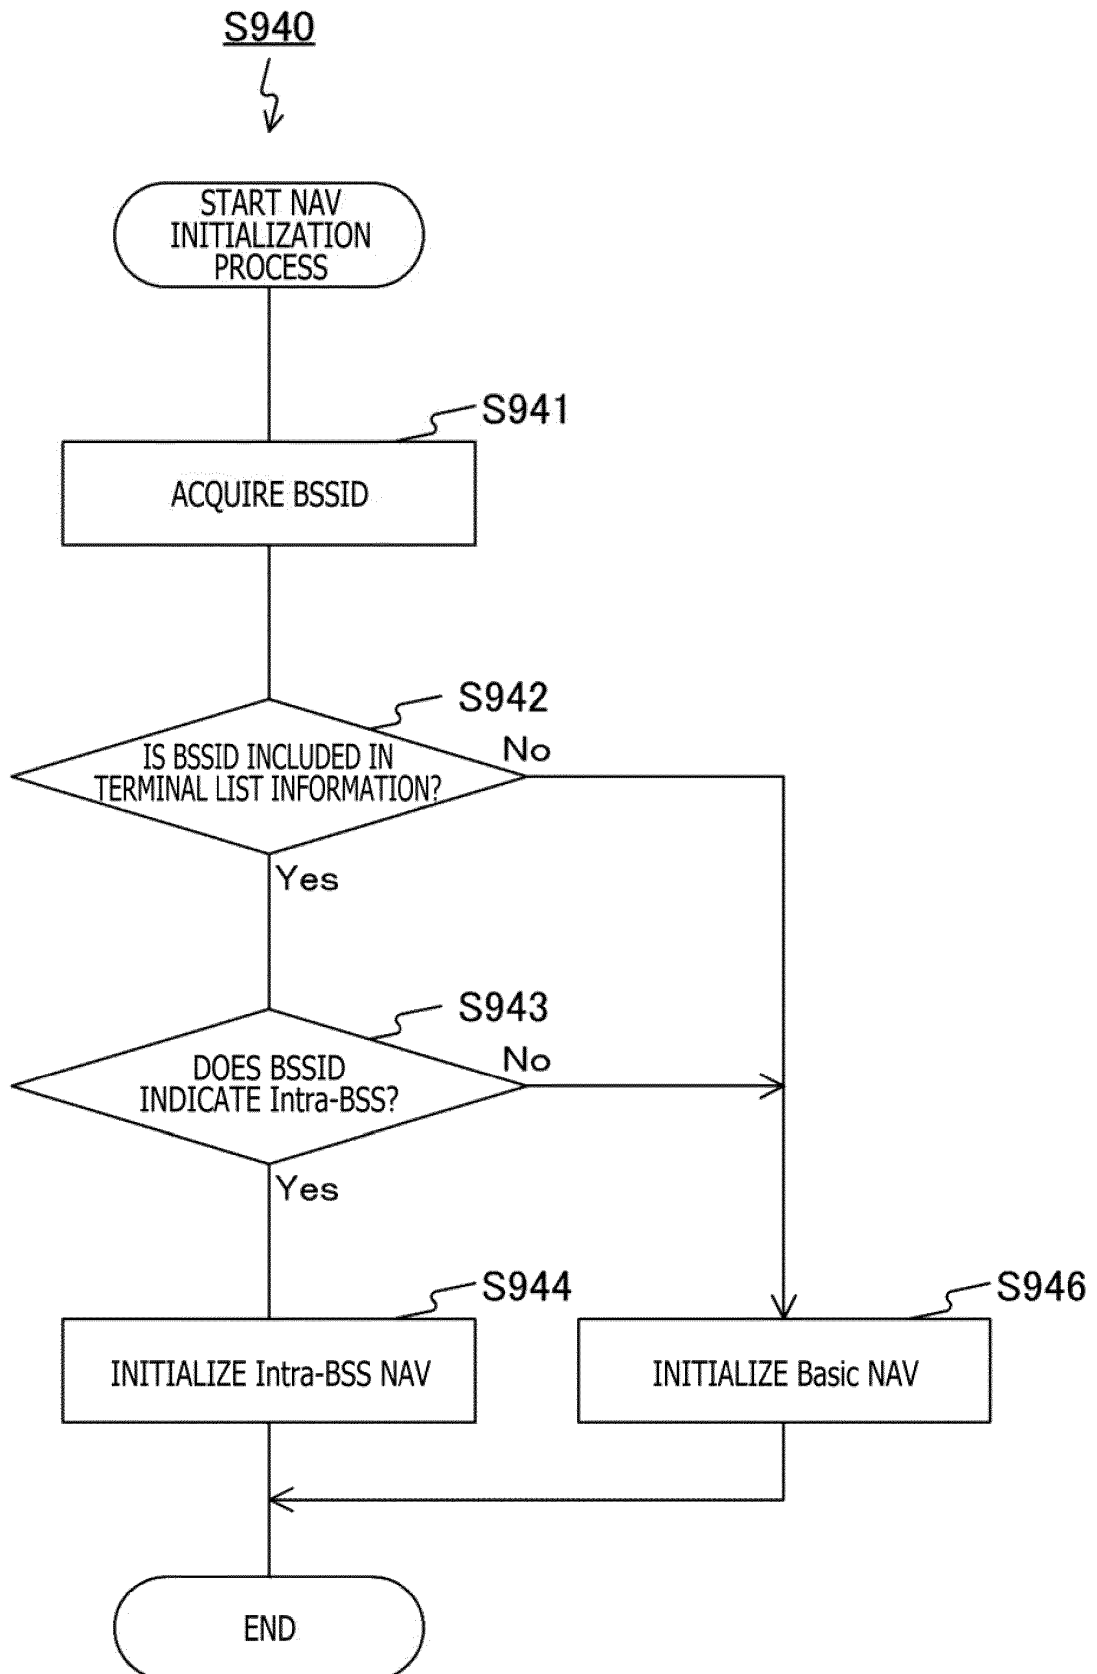 S940
START NAV
INITIALIZATION
PROCESS
S941
ACQUIRE BSSID
S942
IS BSSID INCLUDED IN
TERMINAL LIST INFORMATION?
No
Yes
S943
DOES BSSID
INDICATE Intra-BSS?
No
Yes
S944
INITIALIZE Intra-BSS NAV
S946
INITIALIZE Basic NAV
END